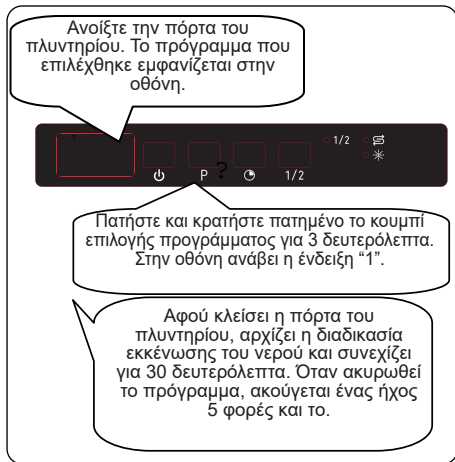 Ανοίξτε την πόρτα του
πλυντηρίου. Το πρόγραμμα που
επιλέχθηκε εμφανίζεται στην
οθόνη.
1/2
P ? 1/2
Πατήστε και κρατήστε πατημένο το κουμπί
επιλογής προγράμματος για 3 δευτερόλεπτα.
Στην οθόνη ανάβει η ένδειξη “1”.
Αφού κλείσει η πόρτα του
πλυντηρίου, αρχίζει η διαδικασία
εκκένωσης του νερού και συνεχίζει
για 30 δευτερόλεπτα. Όταν ακυρωθεί
το πρόγραμμα, ακούγεται ένας ήχος
5 φορές και το.